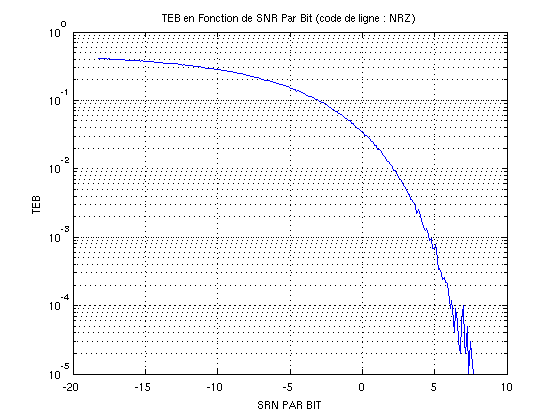 TEB en Fonction de SNR Par Bit (code de ligne : NRZ)
10^0
10^-1
10^-2
10^-3
10^-4
10^-5
TEB
-20 -15 -10 -5 0 5 10
SRN PAR BIT